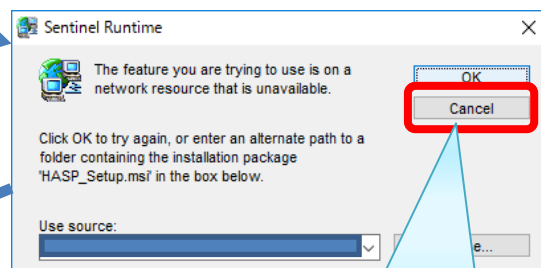 Sentinel Runtime
The feature you are trying to use is on a
network resource that is unavailable.
OK
Cancel
Click OK to try again, or enter an alternate path to a
folder containing the installation package
'HASP_Setup.msi' in the box below.
Use source: